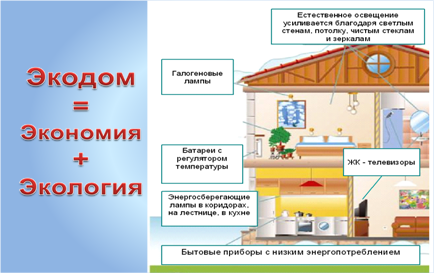 Экодом
=
Экономия
+
Экология
Естественное освещение
усиливается благодаря светлым
стенам, потолку, чистым стеклам
и зеркалам
Галогеновые
лампы
Батареи с
регулятором
температуры
ЖК - телевизоры
Энергосберегающие
лампы в коридорах,
на лестнице, в кухне
Бытовые приборы с низким энергопотреблением